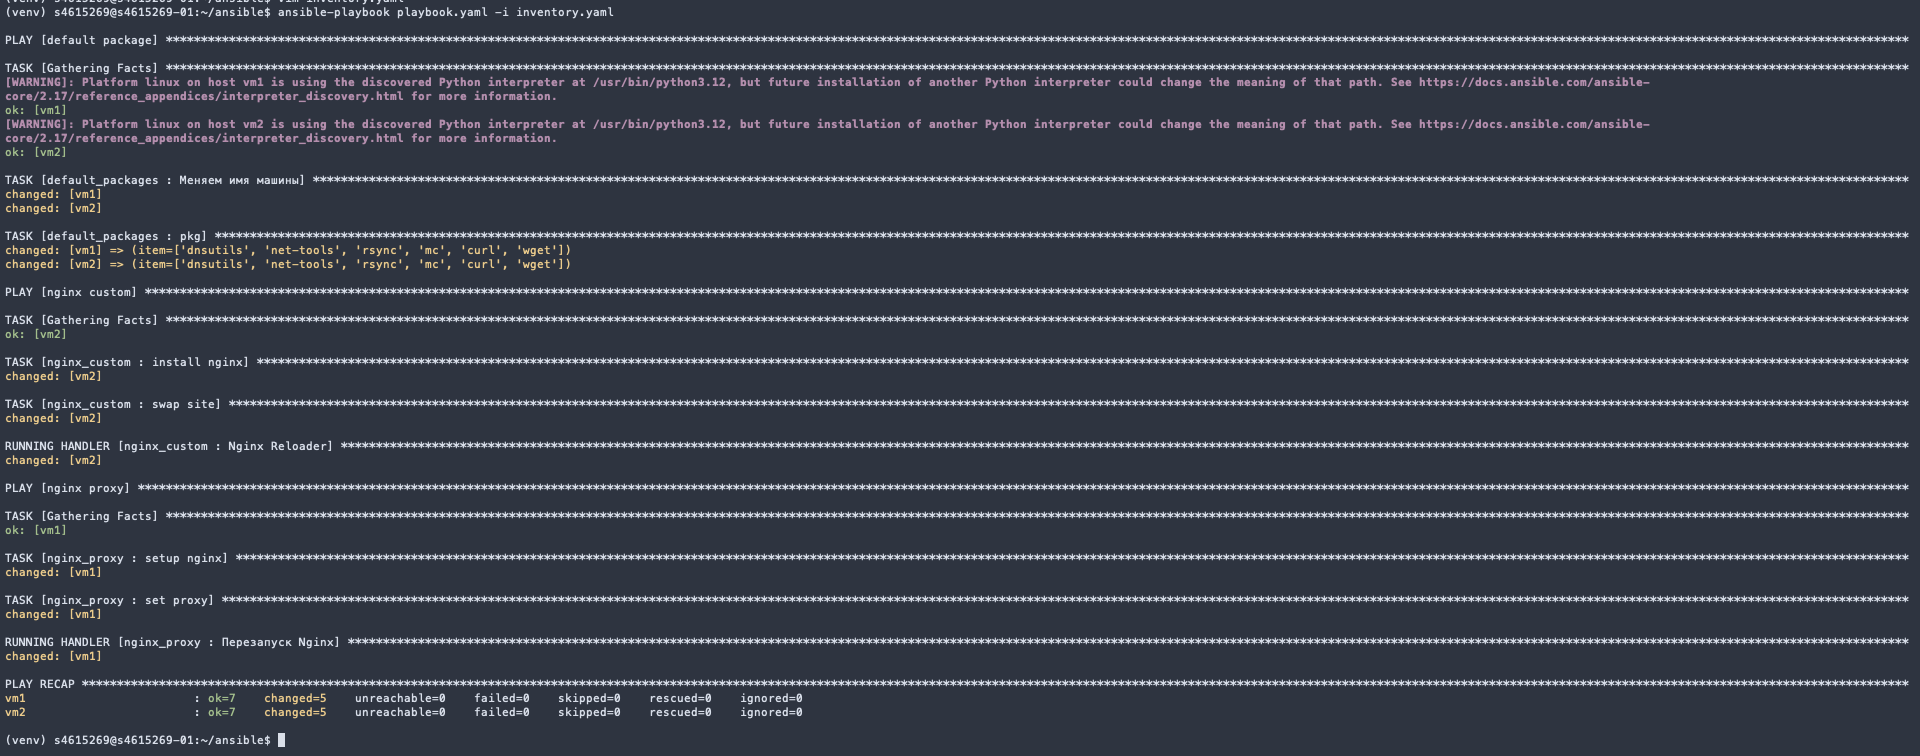 (venv) s4615269@s4615269-01:~/ansible$ vim inventory.yaml
(venv) s4615269@s4615269-01:~/ansible$ ansible-playbook playbook.yaml -i inventory.yaml
PLAY [default package] ****************************************************************
TASK [Gathering Facts] ****************************************************************
[WARNING]: Platform linux on host vm1 is using the discovered Python interpreter at /usr/bin/python3.12, but future installation of another Python interpreter could change the meaning of that path. See https://docs.ansible.com/ansible-
core/2.17/reference_appendices/interpreter_discovery.html for more information.
ok: [vm1]
[WARNING]: Platform linux on host vm2 is using the discovered Python interpreter at /usr/bin/python3.12, but future installation of another Python interpreter could change the meaning of that path. See https://docs.ansible.com/ansible-
core/2.17/reference_appendices/interpreter_discovery.html for more information.
ok: [vm2]
TASK [default_packages : Меняем имя машины] ****************************************************************
changed: [vm1]
changed: [vm2]
TASK [default_packages : pkg] ****************************************************************
changed: [vm1] => (item=['dnsutils', 'net-tools', 'rsync', 'mc', 'curl', 'wget'])
changed: [vm2] => (item=['dnsutils', 'net-tools', 'rsync', 'mc', 'curl', 'wget'])
PLAY [nginx custom] ****************************************************************
TASK [Gathering Facts] ****************************************************************
ok: [vm2]
TASK [nginx_custom : install nginx] ****************************************************************
changed: [vm2]
TASK [nginx_custom : swap site] ****************************************************************
changed: [vm2]
RUNNING HANDLER [nginx_custom : Nginx Reloader] ****************************************************************
changed: [vm2]
PLAY [nginx proxy] ****************************************************************
TASK [Gathering Facts] ****************************************************************
ok: [vm1]
TASK [nginx_proxy : setup nginx] ****************************************************************
changed: [vm1]
TASK [nginx_proxy : set proxy] ****************************************************************
changed: [vm1]
RUNNING HANDLER [nginx_proxy : Перезапуск Nginx] ****************************************************************
changed: [vm1]
PLAY RECAP ****************************************************************
vm1 : ok=7 changed=5 unreachable=0 failed=0 skipped=0 rescued=0 ignored=0
vm2 : ok=7 changed=5 unreachable=0 failed=0 skipped=0 rescued=0 ignored=0
(venv) s4615269@s4615269-01:~/ansible$